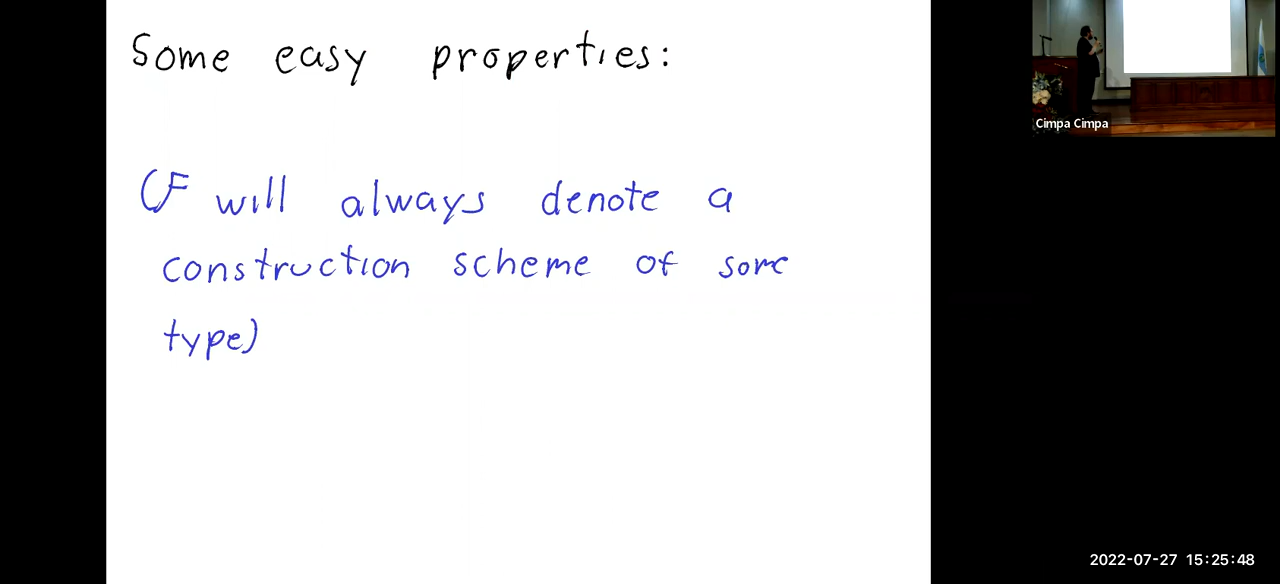 Some easy properties:
(F will always denote a
construction scheme of some
type)
Cimpa Cimpa
2022-07-27 15:25:48